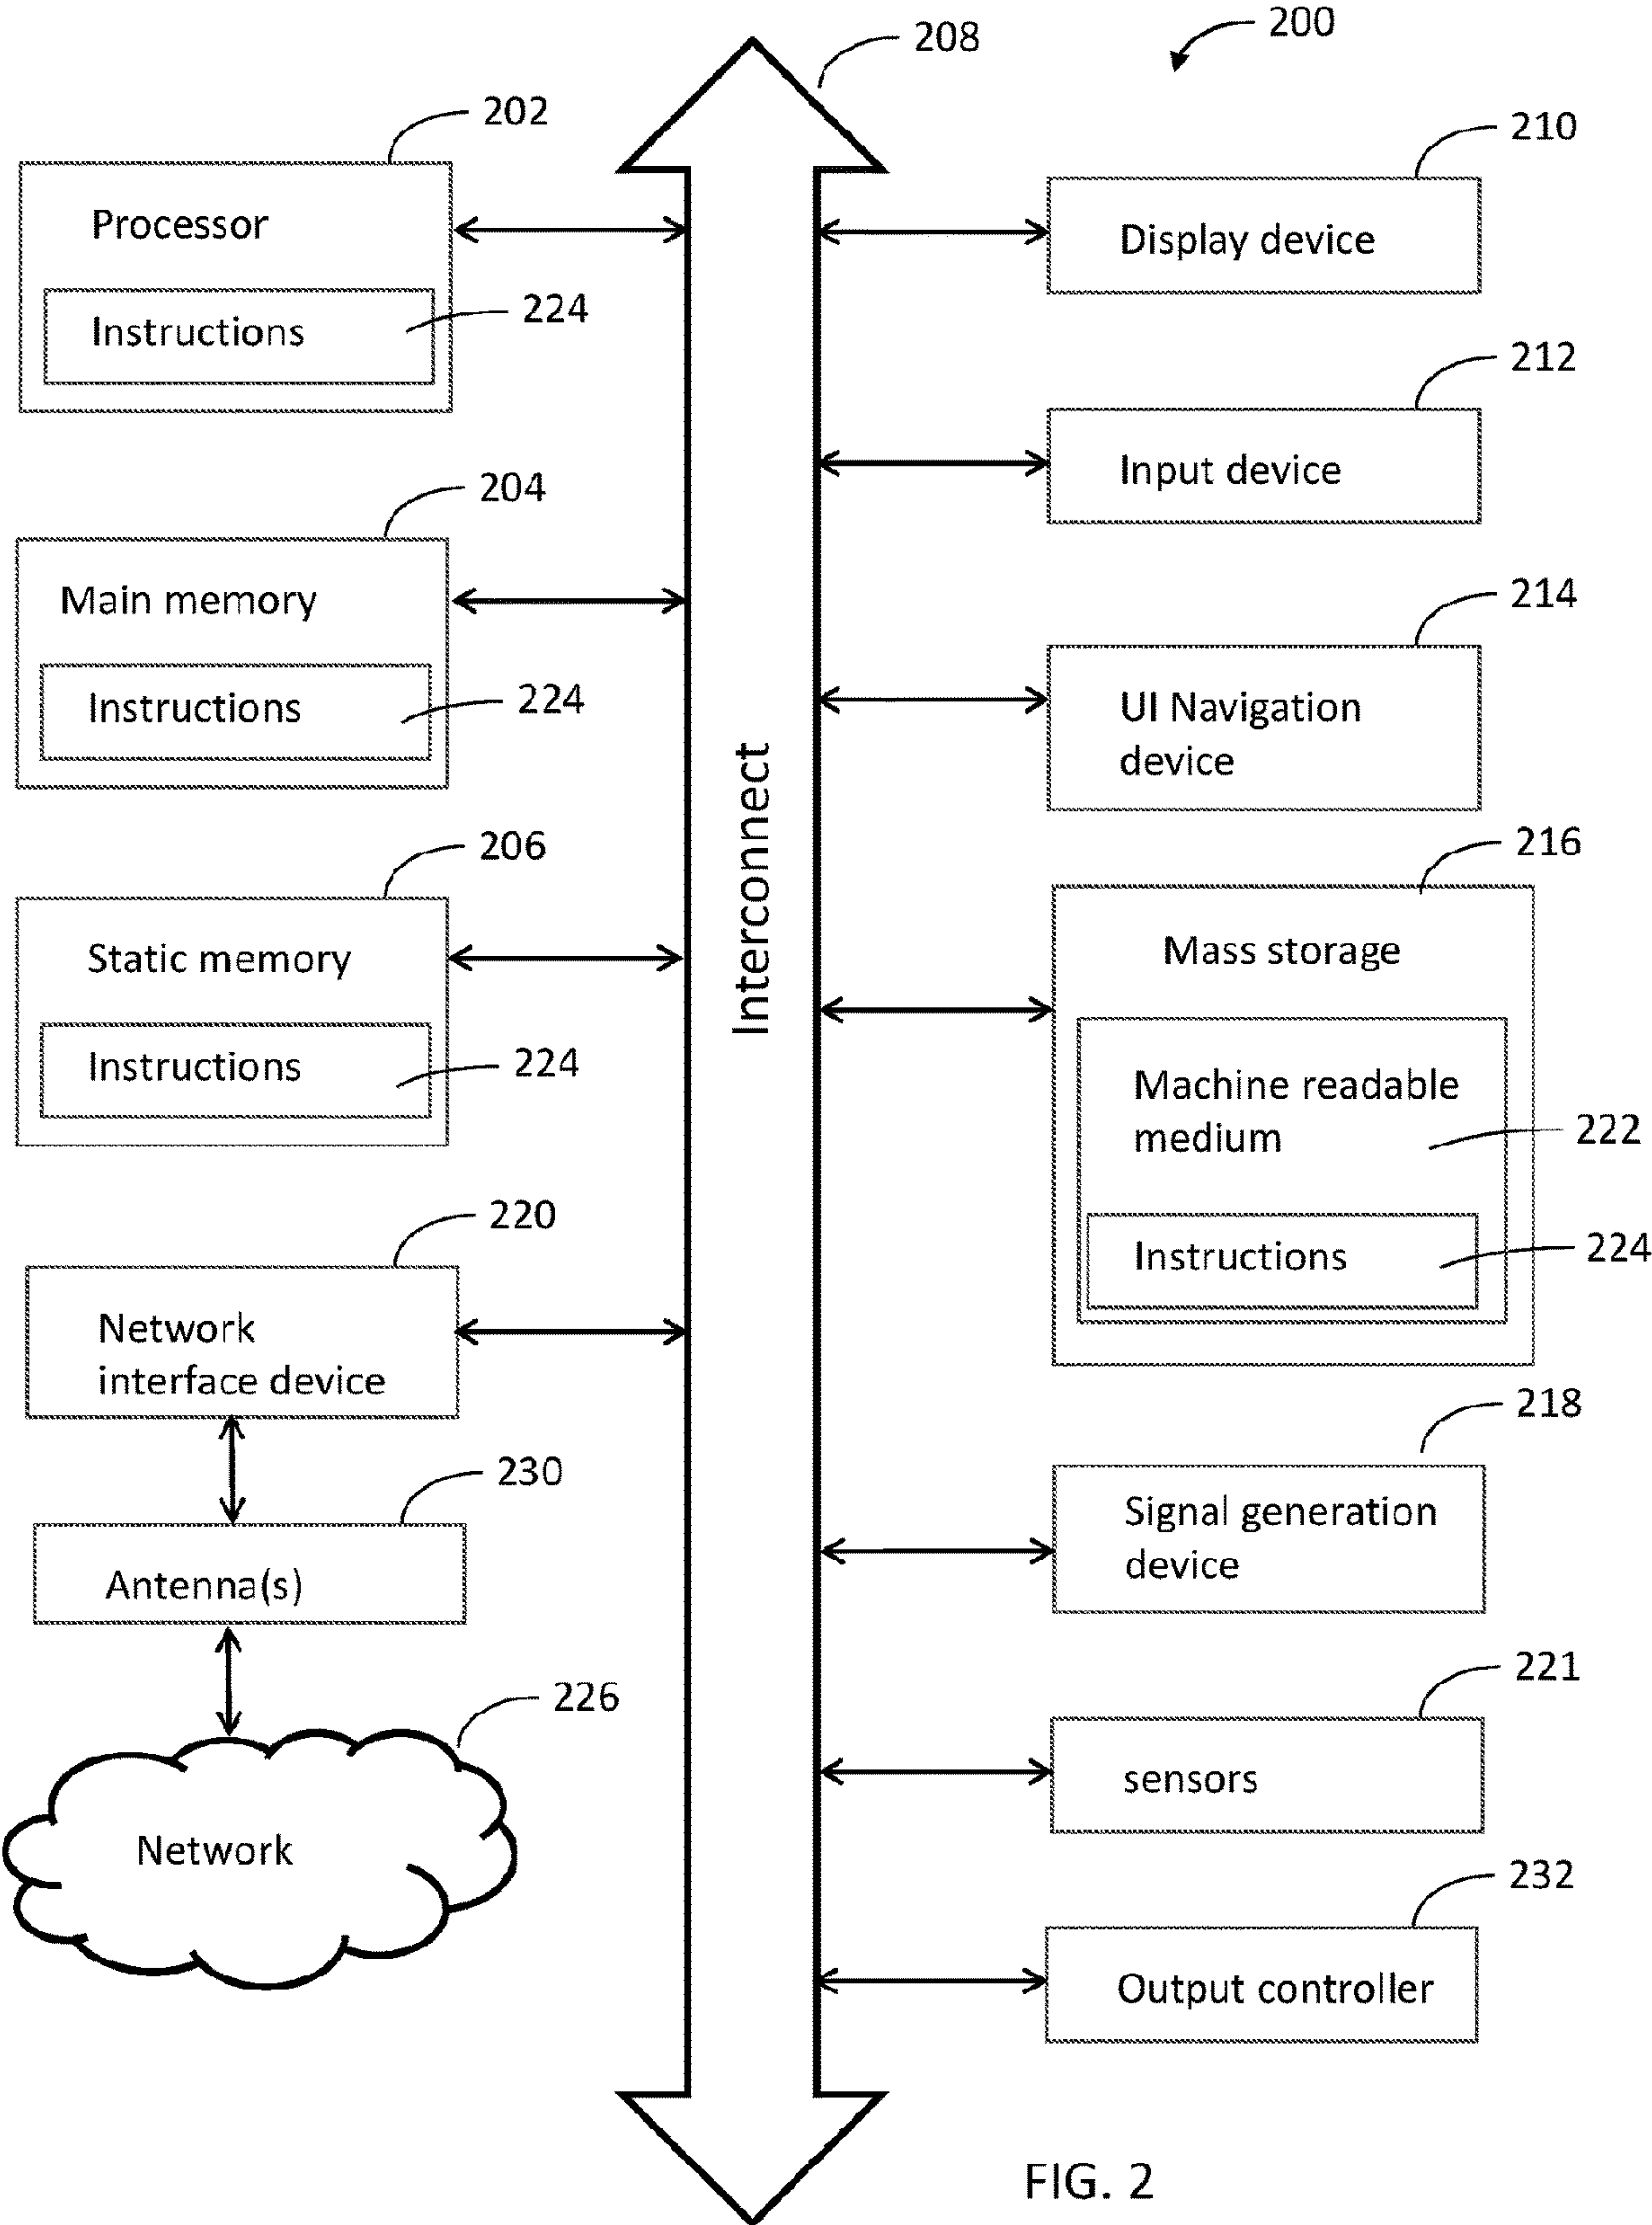 200
208
202
Processor
Instructions
224
204
Main memory
Instructions
224
206
Static memory
Instructions
224
220
Network
interface device
230
Antenna(s)
226
Network
Interconnect
210
Display device
212
Input device
214
UI Navigation
device
216
Mass storage
Machine readable
medium
222
Instructions
224
218
Signal generation
device
221
sensors
232
Output controller
FIG. 2